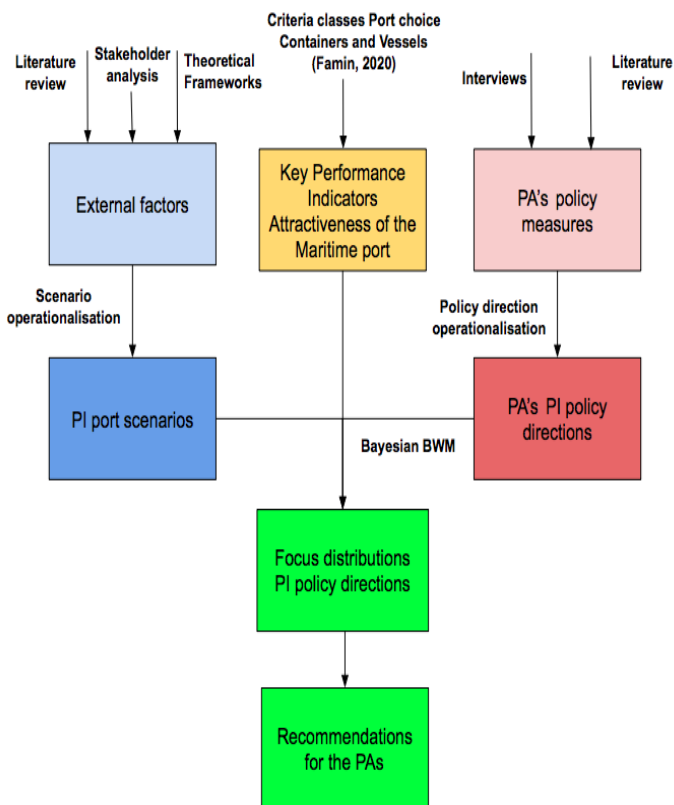 Literature
review
Stakeholder
analysis
Theoretical
Frameworks
Criteria classes Port choice
Containers and Vessels
(Famin, 2020)
Interviews
Literature
review
External factors
Key Performance
Indicators
Attractiveness of the
Maritime port
PA's policy
measures
Scenario
operationalisation
Policy direction
operationalisation
PI port scenarios
PA's PI policy
directions
Bayesian BWM
Focus distributions
PI policy directions
Recommendations
for the PAs